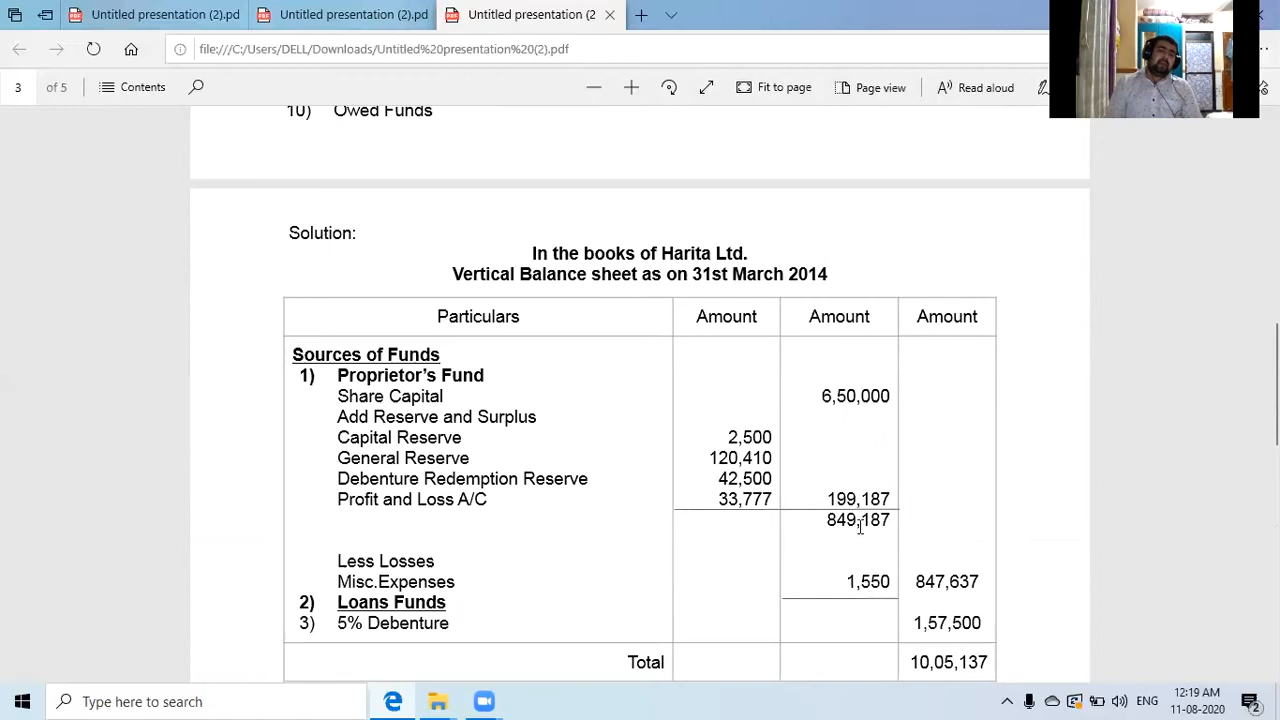 Untitled presentation (2).pdf
Untitled presentation (2).pdf
Untitled presentation (2).pdf
file:///C:/Users/DELL/Downloads/Untitled%20presentation%20(2).pdf
3 of 5 Contents Fit to page Page view Read aloud
10) Owed Funds
Solution:
In the books of Harita Ltd.
Vertical Balance sheet as on 31st March 2014
Particulars Amount Amount Amount
Sources of Funds
1) Proprietor's Fund
Share Capital 6,50,000
Add Reserve and Surplus
Capital Reserve 2,500
General Reserve 120,410
Debenture Redemption Reserve 42,500
Profit and Loss A/C 33,777 199,187
849,187
Less Losses
Misc.Expenses 1,550 847,637
2) Loans Funds
3) 5% Debenture 1,57,500
Total 10,05,137
Type here to search
ENG
12:19 AM
11-08-2020
2